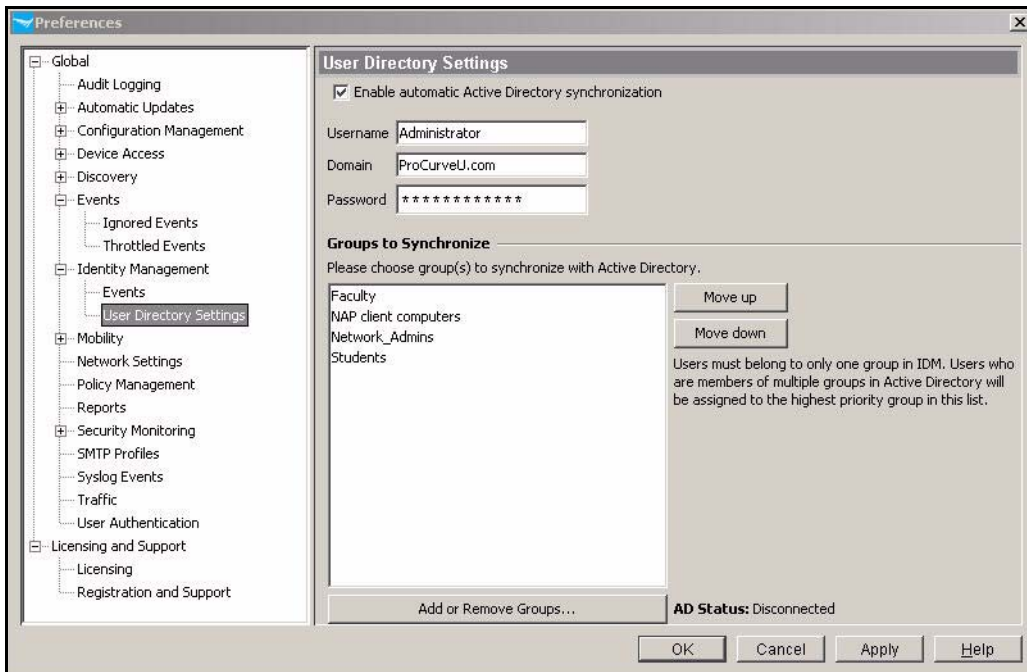 Preferences
Global
Audit Logging
Automatic Updates
Configuration Management
Device Access
Discovery
Events
Ignored Events
Throttled Events
Identity Management
Events
User Directory Settings
Mobility
Network Settings
Policy Management
Reports
Security Monitoring
SMTP Profiles
Syslog Events
Traffic
User Authentication
Licensing and Support
Licensing
Registration and Support
User Directory Settings
Enable automatic Active Directory synchronization
Username Administrator
Domain ProCurveU.com
Password ************
Groups to Synchronize
Please choose group(s) to synchronize with Active Directory.
Faculty
NAP client computers
Network_Admins
Students
Move up
Move down
Users must belong to only one group in IDM. Users who
are members of multiple groups in Active Directory will
be assigned to the highest priority group in this list.
Add or Remove Groups...
AD Status: Disconnected
OK
Cancel
Apply
Help